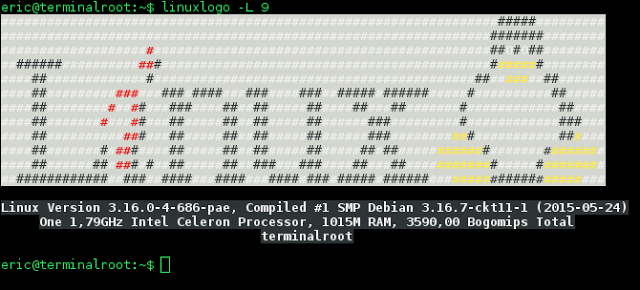 eric@terminalroot:~$ linuxlogo -L 9
Linux Version 3.16.0-4-686-pae, Compiled #1 SMP Debian 3.16.7-ckt11-1 (2015-05-24)
One 1,79GHz Intel Celeron Processor, 1015M RAM, 3590,00 Bogomips Total
terminalroot
eric@terminalroot:~$